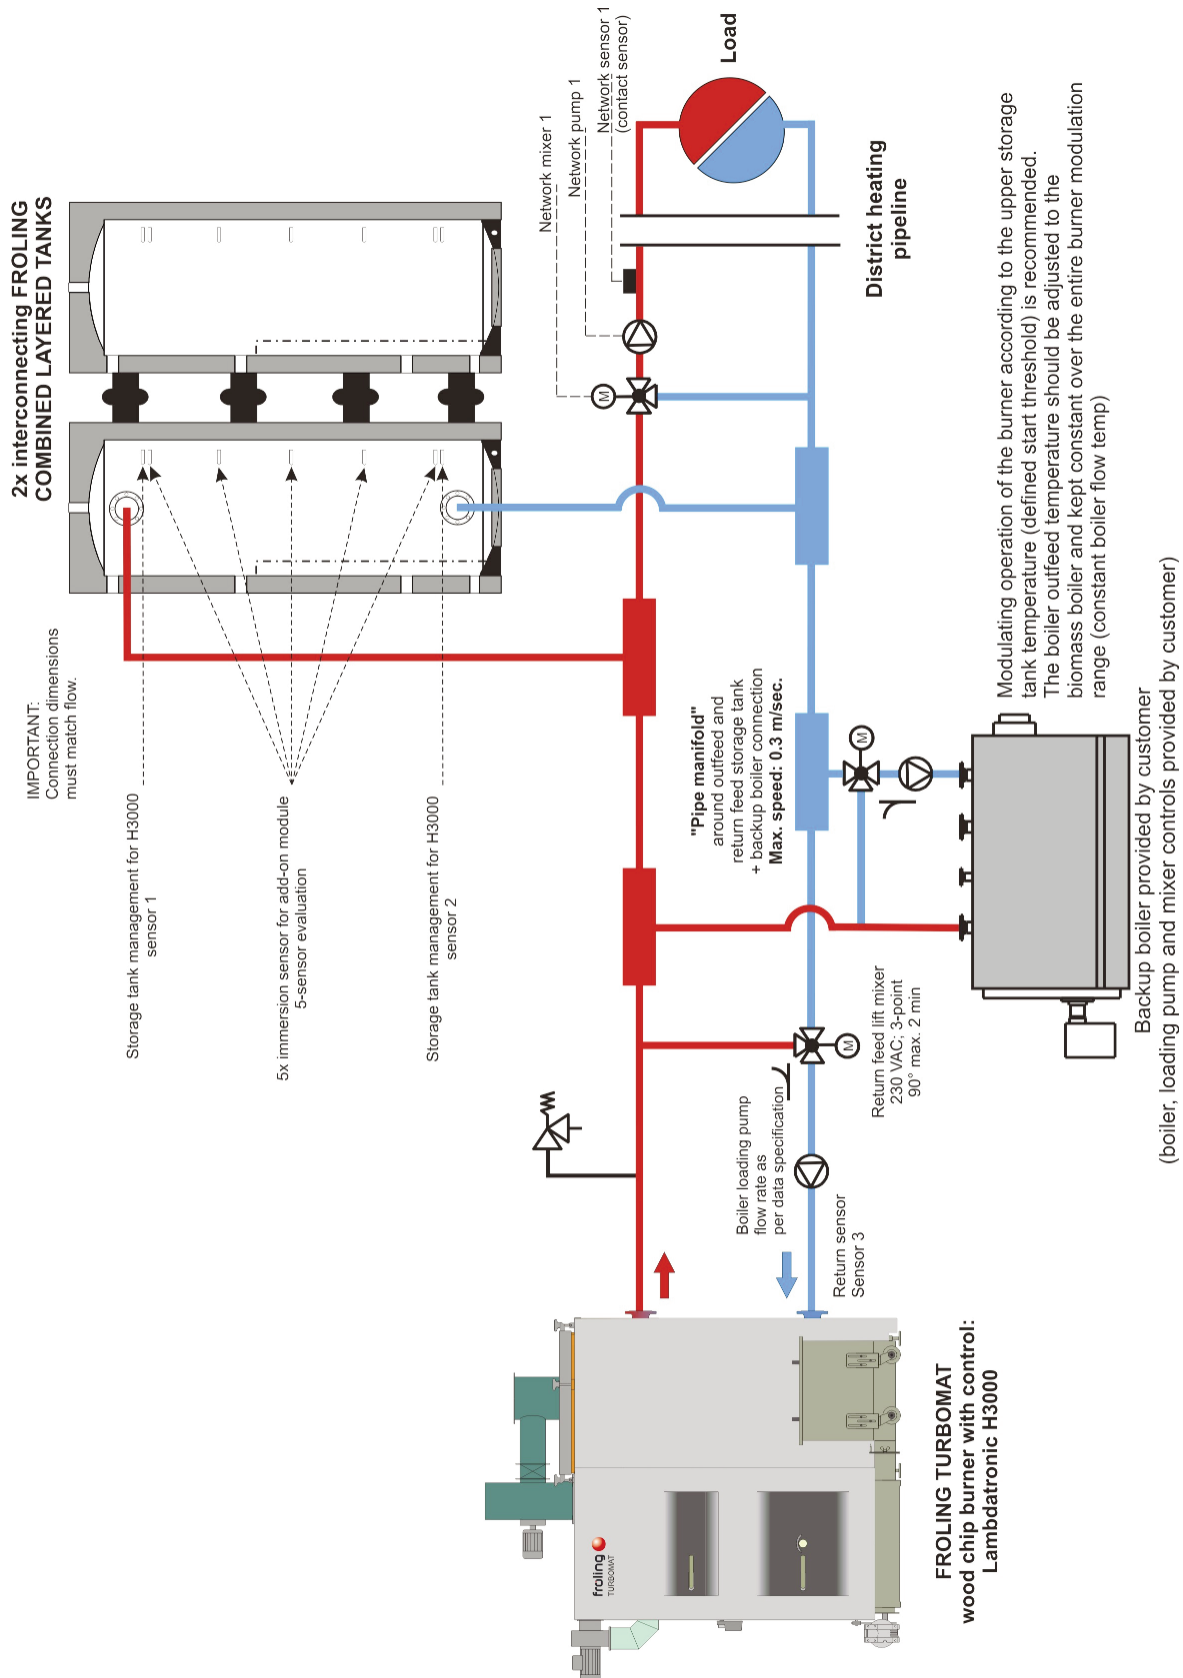 2x interconnecting FROLING
COMBINED LAYERED TANKS
IMPORTANT:
Connection dimensions
must match flow.
Storage tank management for H3000
sensor 1
5x immersion sensor for add-on module
5-sensor evaluation
Storage tank management for H3000
sensor 2
Network mixer 1
Network pump 1
Network sensor 1
(contact sensor)
M
Load
District heating
pipeline
"Pipe manifold"
around outfeed and
return feed storage tank
+ backup boiler connection
Max. speed: 0.3 m/sec.
M
Modulating operation of the burner according to the upper storage
tank temperature (defined start threshold) is recommended.
The boiler outfeed temperature should be adjusted to the
biomass boiler and kept constant over the entire burner modulation
range (constant boiler flow temp)
Backup boiler provided by customer
(boiler, loading pump and mixer controls provided by customer)
M
Return feed lift mixer
230 VAC; 3-point
90° max. 2 min
Boiler loading pump
flow rate as
per data specification
Return sensor
Sensor 3
froling
TURBOMAT
FROLING TURBOMAT
wood chip burner with control:
Lambdatronic H3000